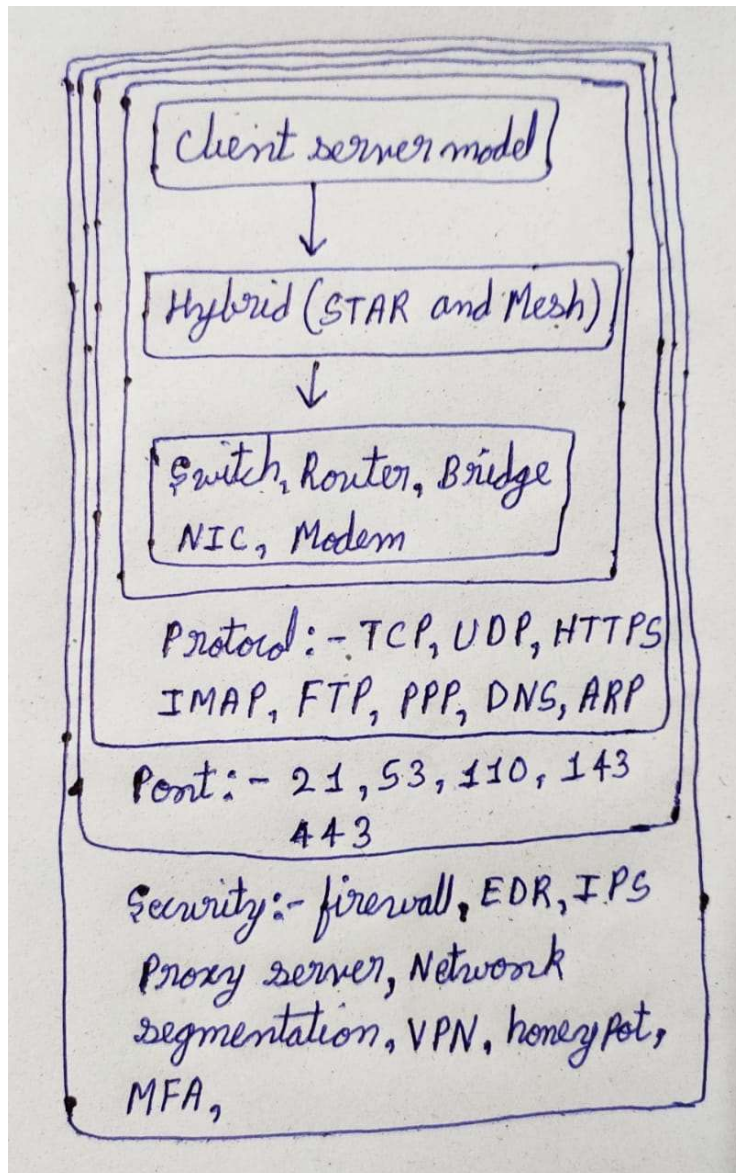 Client server model
Hybrid (STAR and Mesh)
Switch, Router, Bridge
NIC, Modem
Protocol :- TCP, UDP, HTTPS
IMAP, FTP, PPP, DNS, ARP
Port :- 21, 53, 110, 143
443
Security :- firewall, EDR, IPS
Proxy server, Network
segmentation, VPN, honeypot,
MFA,